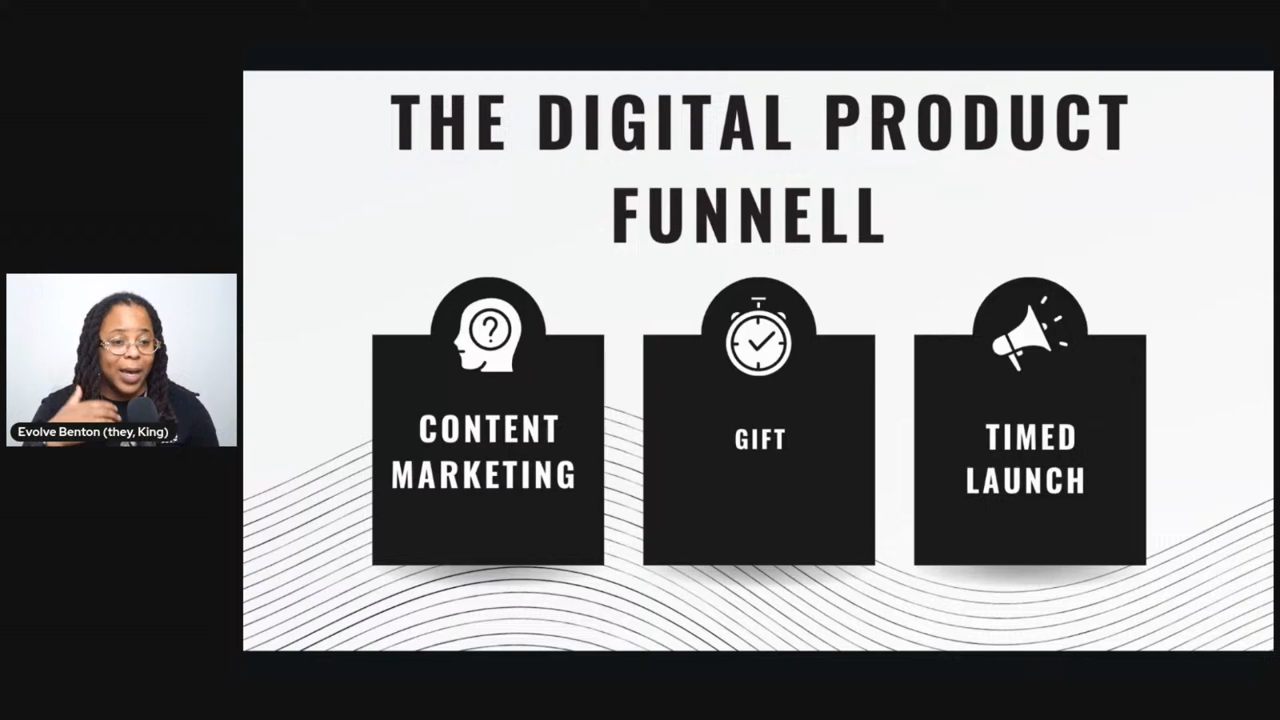 THE DIGITAL PRODUCT
FUNNELL
CONTENT
MARKETING
GIFT
TIMED
LAUNCH
Evolve Benton (they, King)